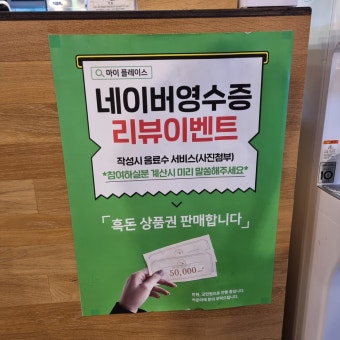 마이 플레이스
네이버영수증
리뷰이벤트
작성시 음료수 서비스(사진첨부)
*참여하실분 계산시 미리 말씀해주세요*
「흑돈 상품권 판매합니다」
50,000
10